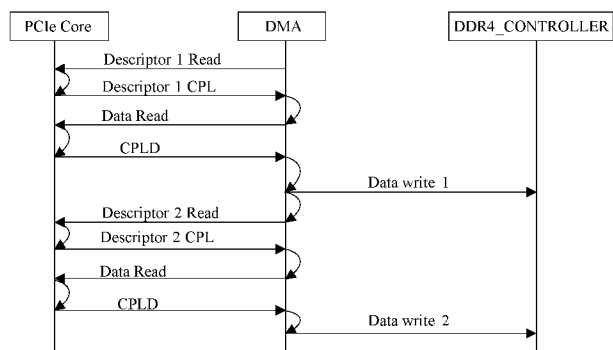 PCIe Core
DMA
DDR4_CONTROLLER
Descriptor 1 Read
Descriptor 1 CPL
Data Read
CPLD
Data write 1
Descriptor 2 Read
Descriptor 2 CPL
Data Read
CPLD
Data write 2